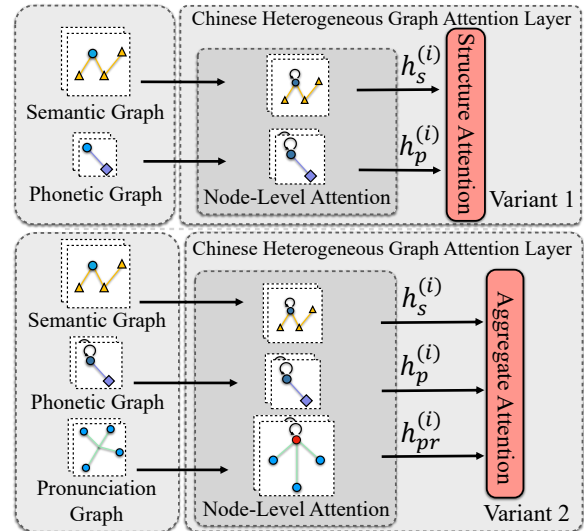 Chinese Heterogeneous Graph Attention Layer
Semantic Graph
Phonetic Graph
Node-Level Attention
h_s^{(i)}
h_p^{(i)}
Structure Attention
Variant 1
Chinese Heterogeneous Graph Attention Layer
Semantic Graph
Phonetic Graph
Pronunciation
Graph
Node-Level Attention
h_s^{(i)}
h_p^{(i)}
h_{pr}^{(i)}
Aggregate Attention
Variant 2